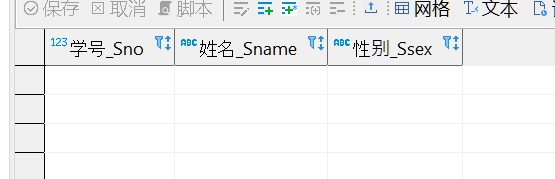 保存 取消 脚本 网格 文本
123 学号_Sno ABC 姓名_Sname ABC 性别_Ssex